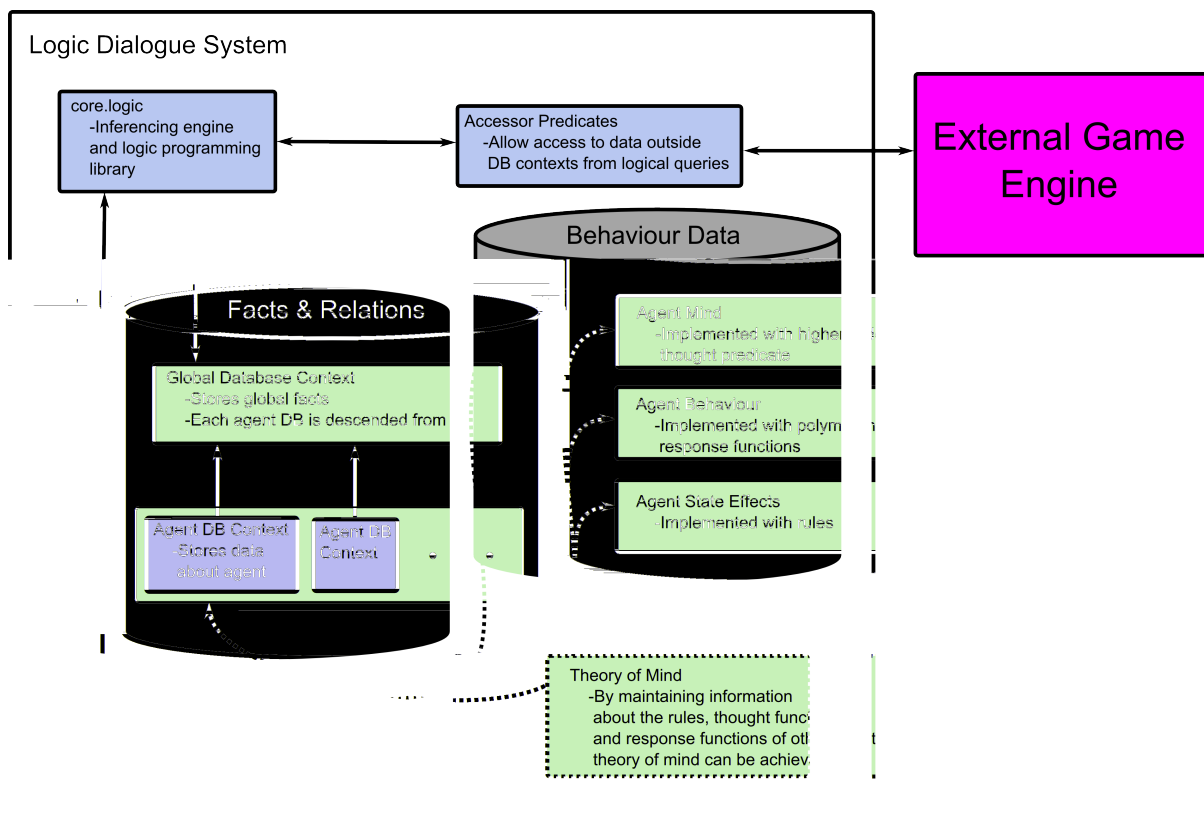 Logic Dialogue System
core.logic
-Inferencing engine
and logic programming
library
Accessor Predicates
-Allow access to data outside
DB contexts from logical queries
External Game
Engine
Behaviour Data
Facts & Relations
Agent Mind
-Implemented with higher
thought predicate
Global Database Context
-Stores global facts
-Each agent DB is descended from
Agent Behaviour
-Implemented with polym
response functions
Agent State Effects
-Implemented with rules
Agent DB Context
-Stores data
about agent
Agent DB
Context
Theory of Mind
-By maintaining information
about the rules, thought func
and response functions of
theory of mind can be achiev